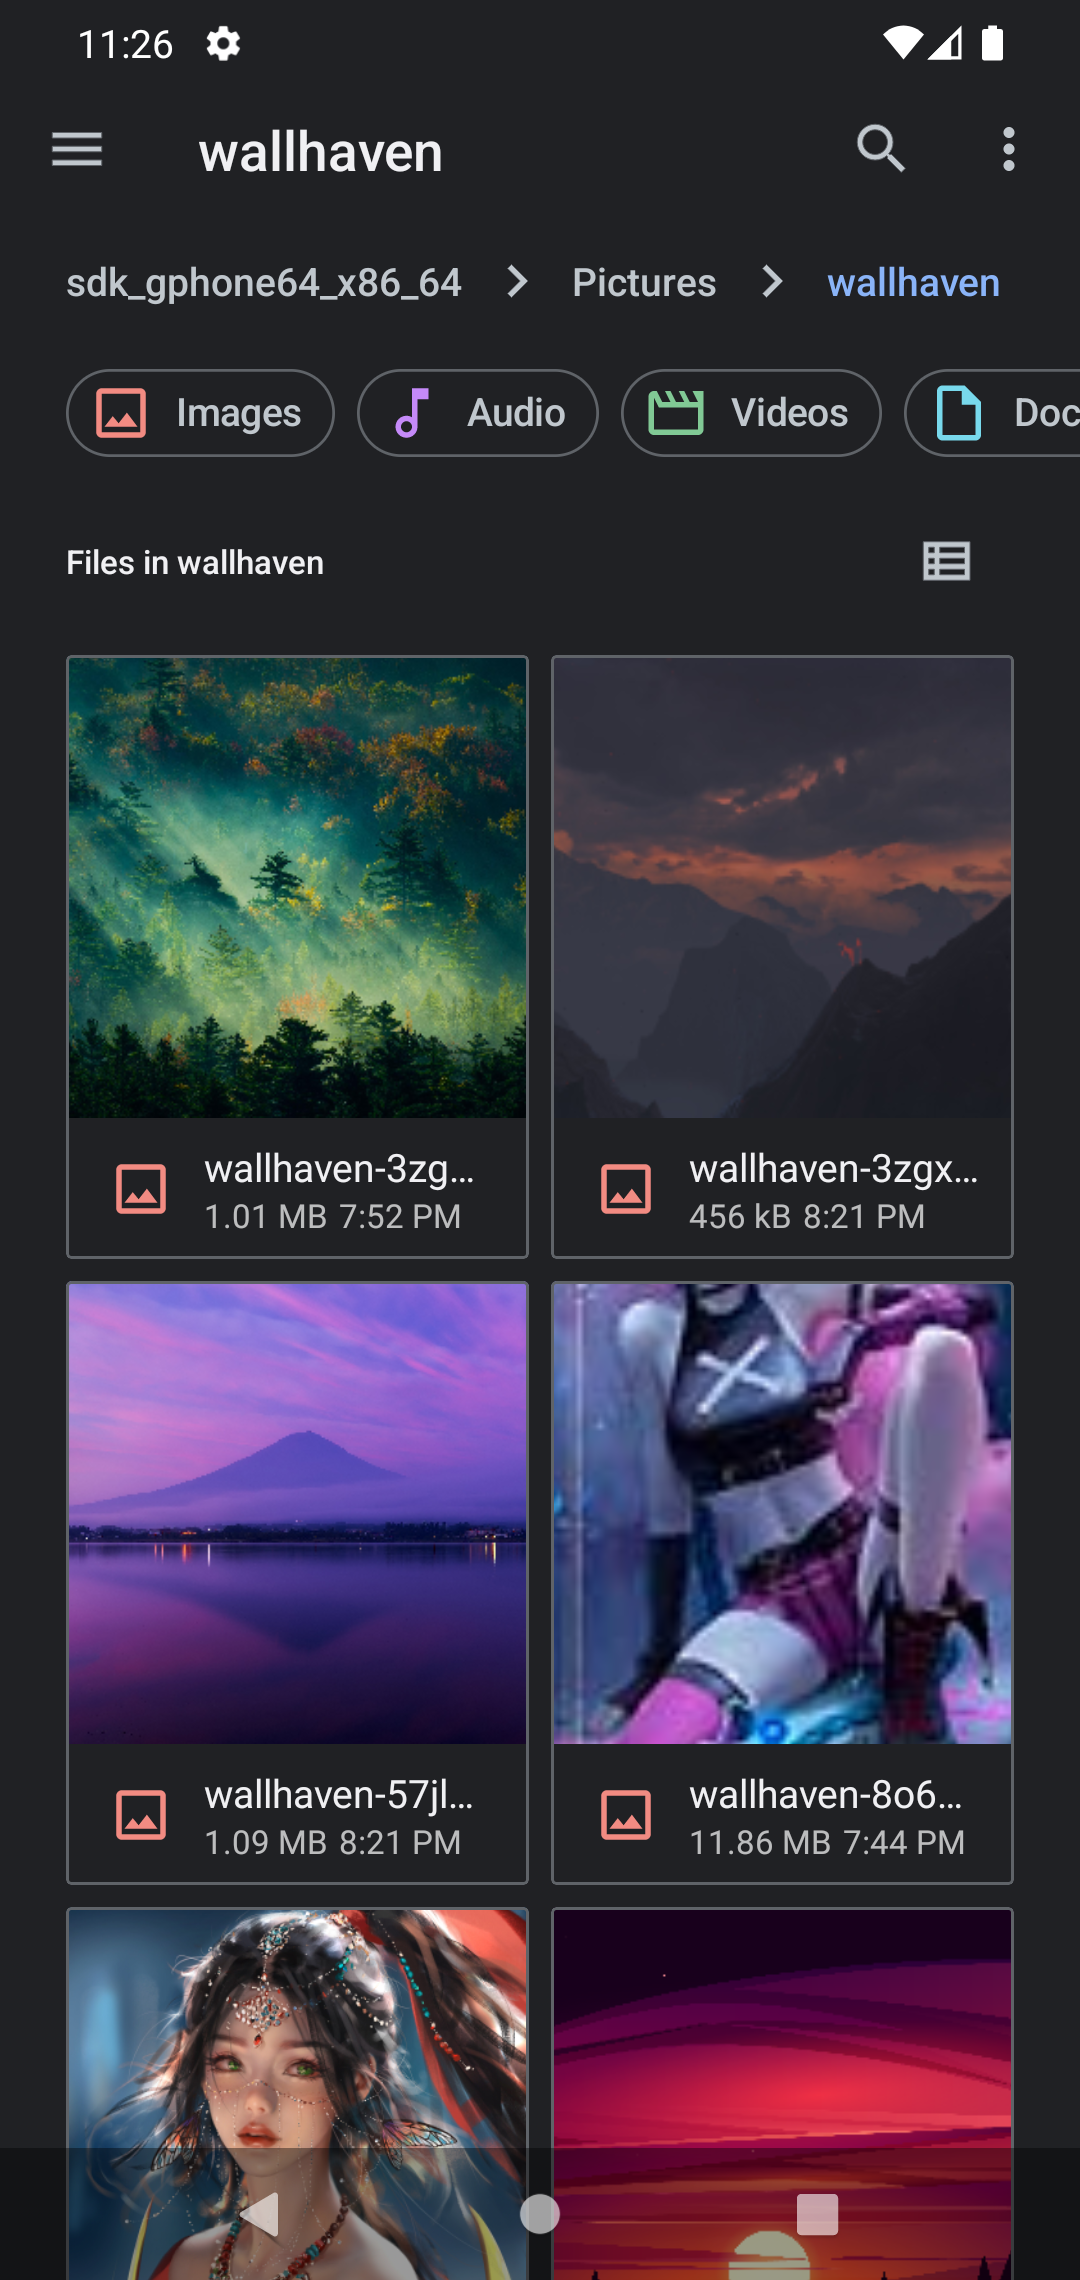 11:26
wallhaven
sdk_gphone64_x86_64 Pictures wallhaven
Images Audio Videos Doc
Files in wallhaven
wallhaven-3zg...
1.01 MB 7:52 PM
wallhaven-3zgx...
456 kB 8:21 PM
wallhaven-57jl...
1.09 MB 8:21 PM
wallhaven-8o6...
11.86 MB 7:44 PM